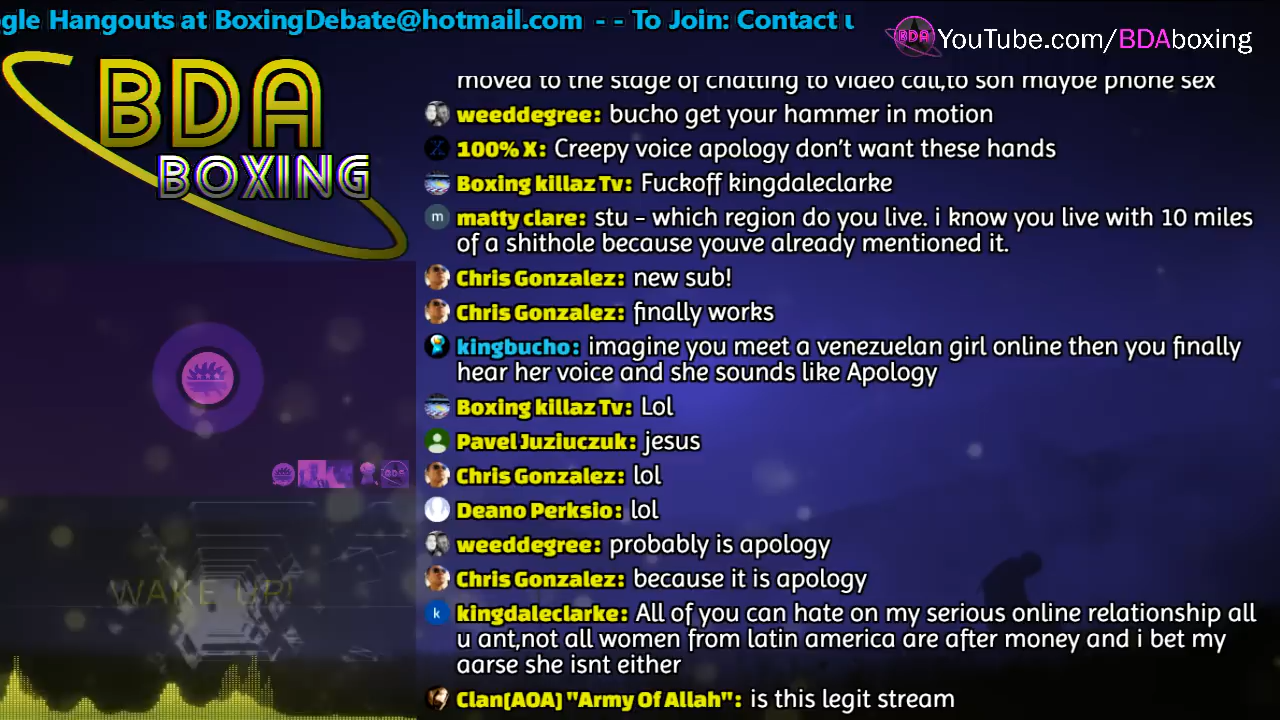 gle Hangouts at BoxingDebate@hotmail.com - - To Join: Contact u
BDA YouTube.com/BDAboxing
BDA
BOXING
moved to the stage of chatting to video call,to son maybe phone sex
weeddegree: bucho get your hammer in motion
100% X: Creepy voice apology don't want these hands
Boxing killaz Tv: Fuckoff kingdaleclarke
m matty clare: stu - which region do you live. i know you live with 10 miles
of a shithole because youve already mentioned it.
Chris Gonzalez: new sub!
Chris Gonzalez: finally works
kingbucho: imagine you meet a venezuelan girl online then you finally
hear her voice and she sounds like Apology
Boxing killaz Tv: Lol
Pavel Juziuczuk: jesus
Chris Gonzalez: lol
Deano Perksio: lol
weeddegree: probably is apology
Chris Gonzalez: because it is apology
k kingdaleclarke: All of you can hate on my serious online relationship all
u ant,not all women from latin america are after money and i bet my
aarse she isnt either
Clan[AOA] "Army Of Allah": is this legit stream
BDA
WAKE UP!